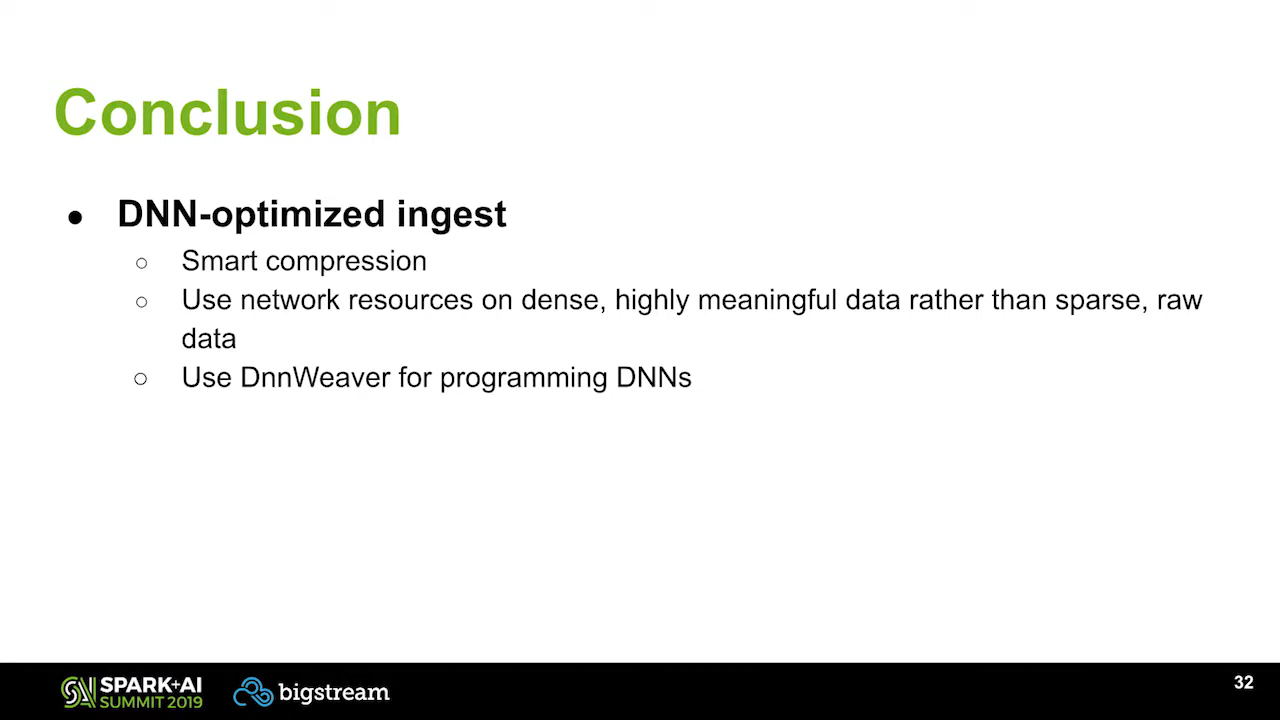 Conclusion
● DNN-optimized ingest
○ Smart compression
○ Use network resources on dense, highly meaningful data rather than sparse, raw
data
○ Use DnnWeaver for programming DNNs
SPARK+AI
SUMMIT 2019
bigstream
32